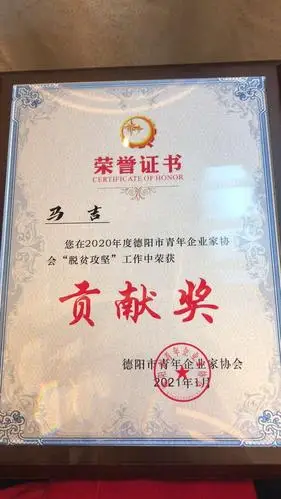 荣誉证书
CERTIFICATE OF HONOR
马吉
您在2020年度德阳市青年企业家协
会“脱贫攻坚”工作中荣获
贡献奖
德阳市青年企业家协会
2021年1月